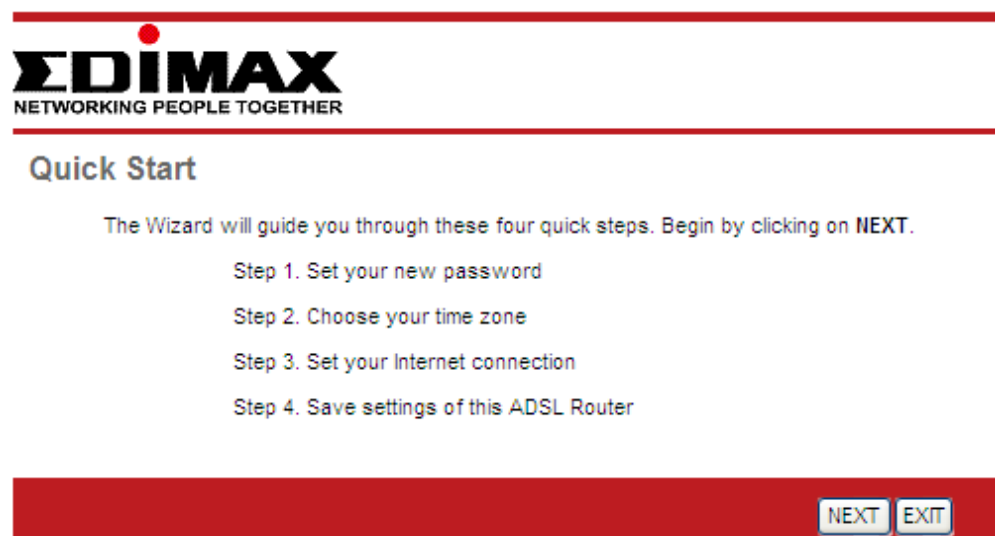 EDIMAX
NETWORKING PEOPLE TOGETHER
Quick Start
The Wizard will guide you through these four quick steps. Begin by clicking on NEXT.
Step 1. Set your new password
Step 2. Choose your time zone
Step 3. Set your Internet connection
Step 4. Save settings of this ADSL Router
NEXT EXIT